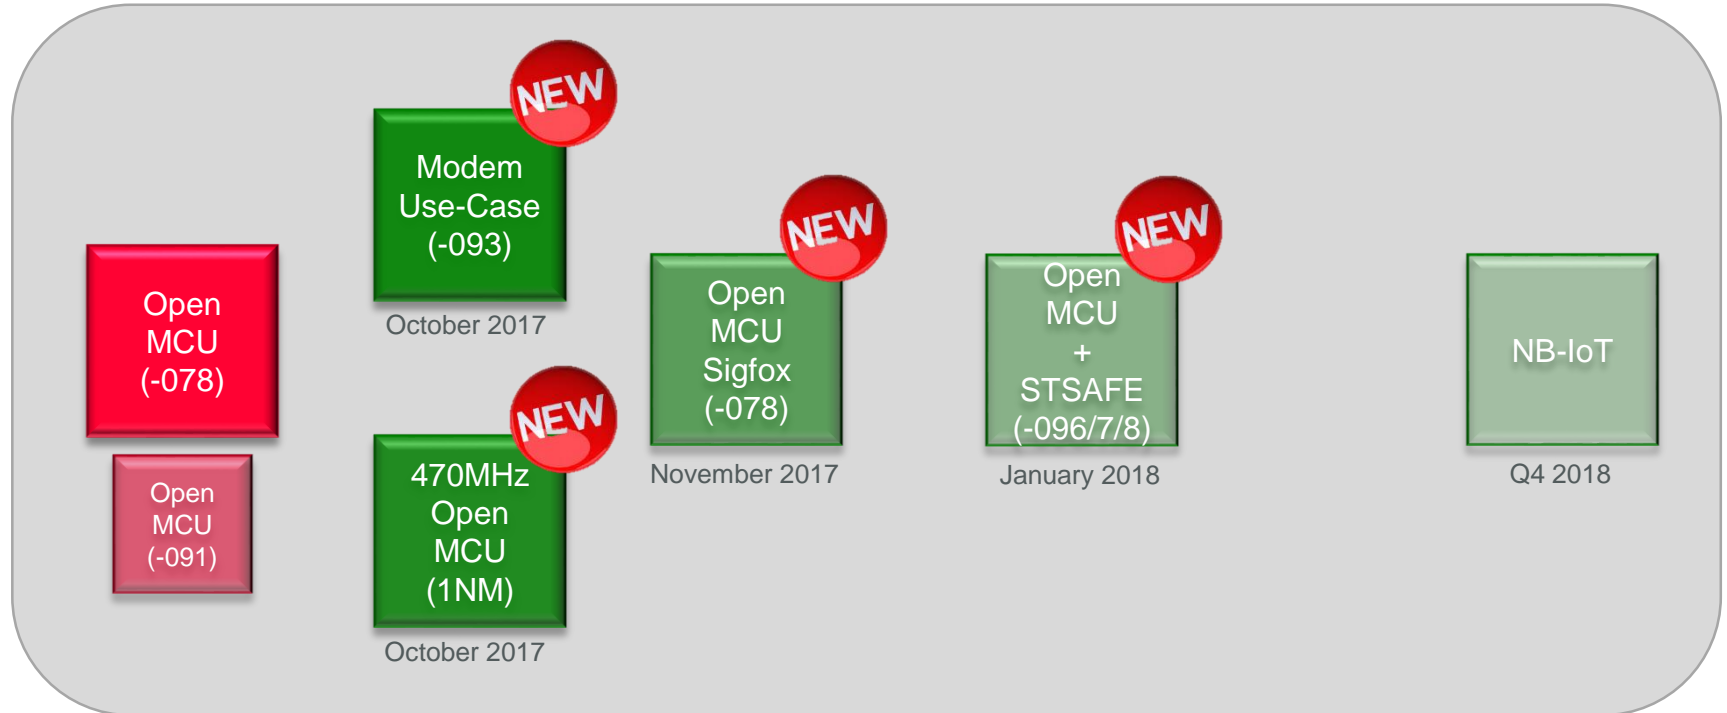 Open
MCU
(-078)
Open
MCU
(-091)
NEW
Modem
Use-Case
(-093)
October 2017
NEW
470MHz
Open
MCU
(1NM)
October 2017
NEW
Open
MCU
Sigfox
(-078)
November 2017
NEW
Open
MCU
+
STSAFE
(-096/7/8)
January 2018
NB-IoT
Q4 2018